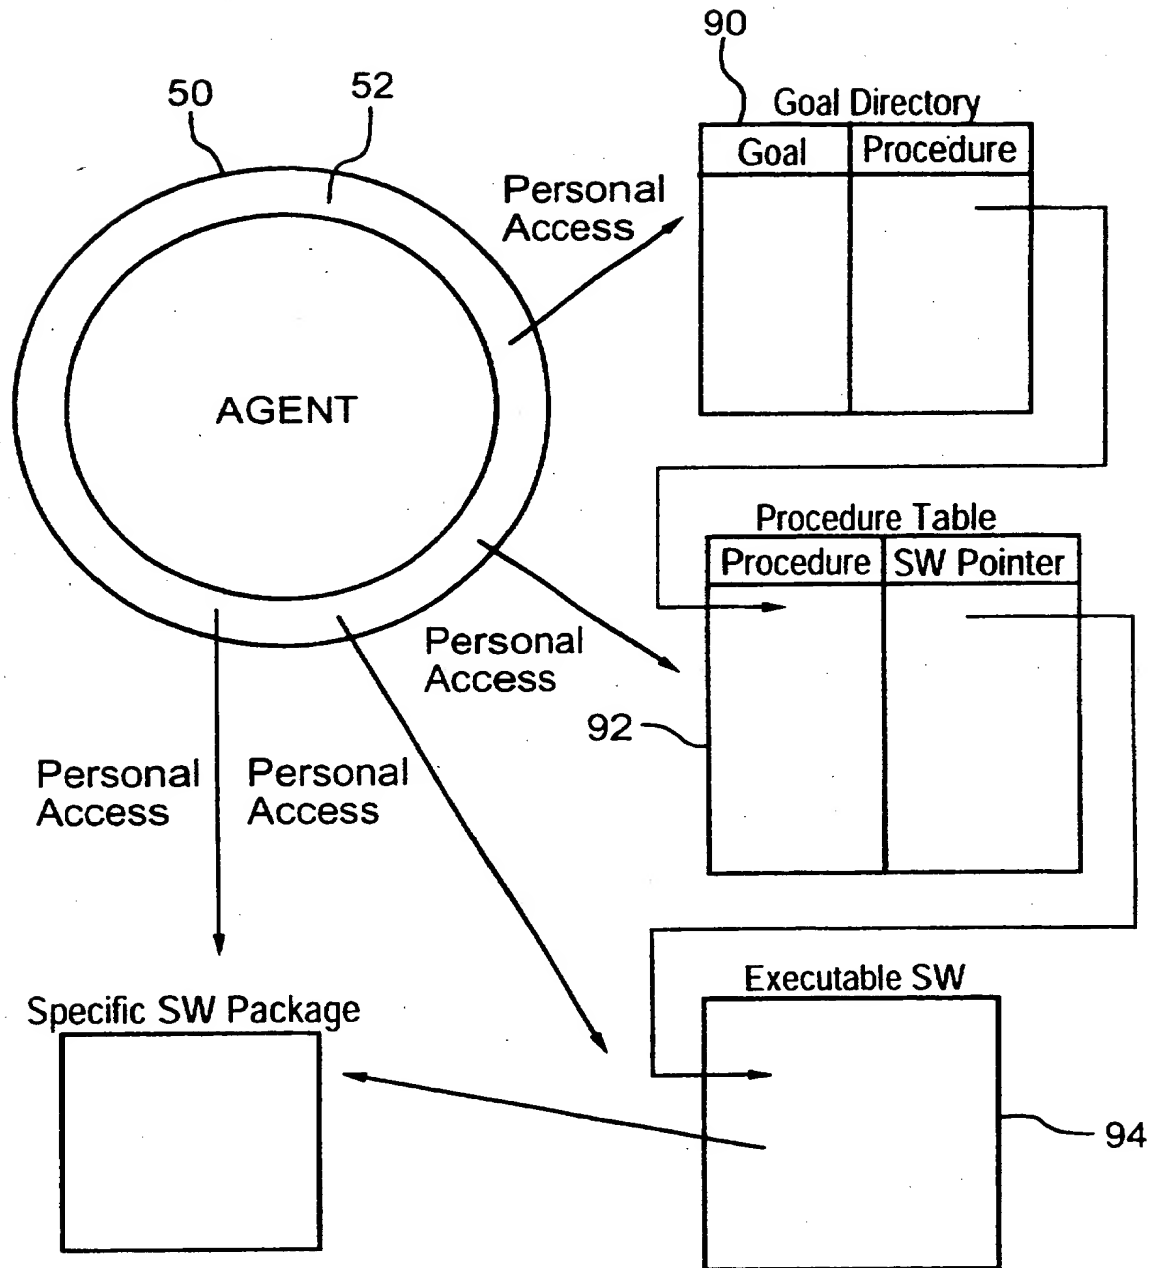 90
50
52
Goal Directory
Goal
Procedure
Personal
Access
AGENT
Procedure Table
Procedure
SW Pointer
Personal
Access
92
Personal
Access
Personal
Access
Executable SW
Specific SW Package
94